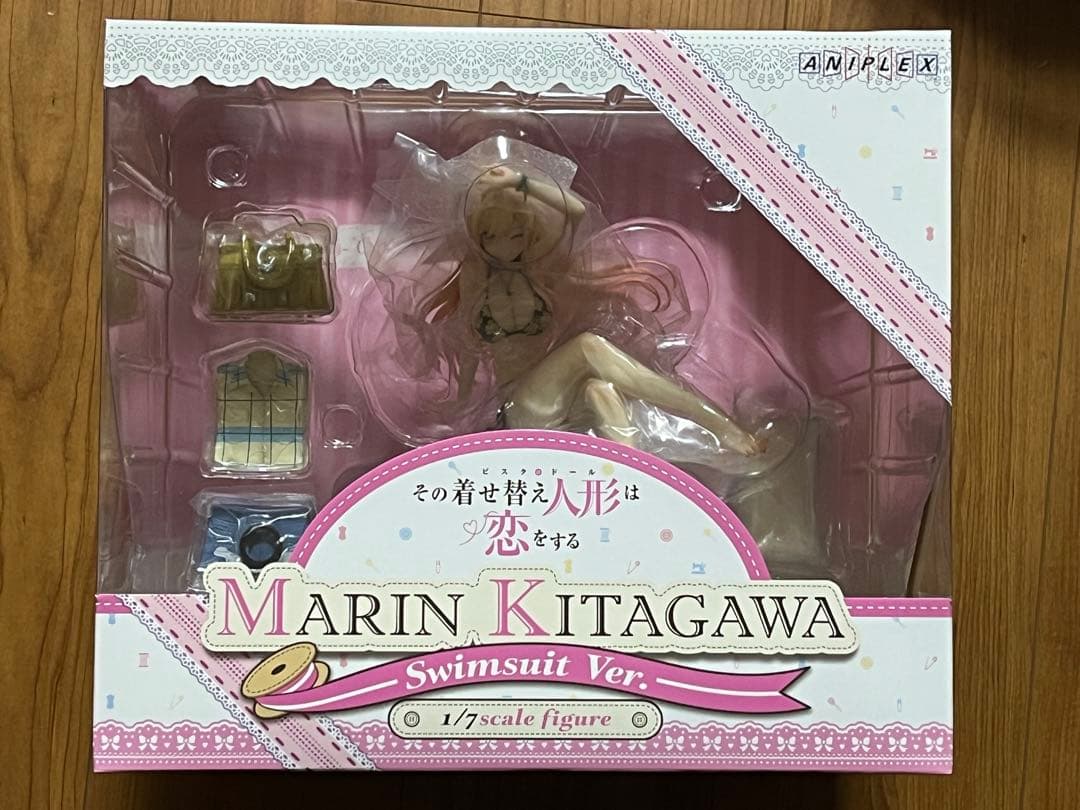 ANIPLEX
ビスク・ドール
その着せ替え人形は
恋をする
MARIN KITAGAWA
Swimsuit Ver.
1/7 scale figure